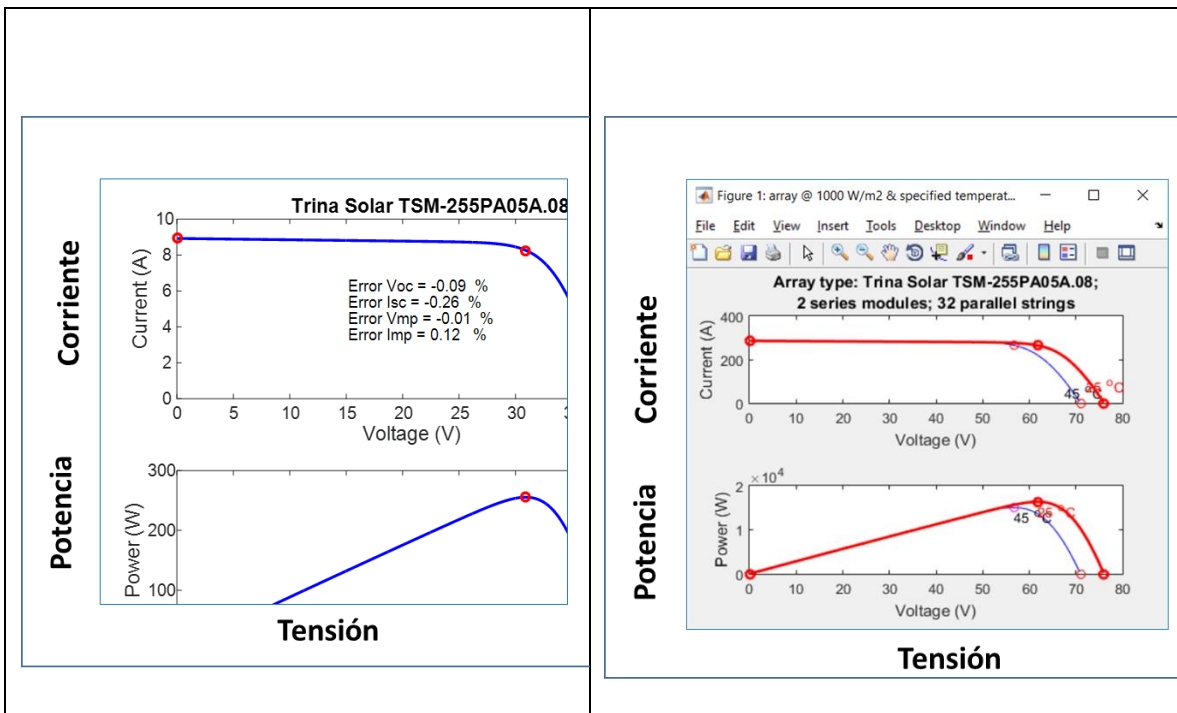 Corriente
Potencia
Trina Solar TSM-255PA05A.08
Current (A)
10
8
6
4
2
0
Error Voc = -0.09 %
Error Isc = -0.26 %
Error Vmp = -0.01 %
Error Imp = 0.12 %
0 5 10 15 20 25 30
Voltage (V)
Power (W)
300
200
100
Tensión
Corriente
Potencia
Figure 1: array @ 1000 W/m2 & specified temperat...
File Edit View Insert Tools Desktop Window Help
Array type: Trina Solar TSM-255PA05A.08;
2 series modules; 32 parallel strings
Current (A)
400
200
0
25 °C
45 °C
0 10 20 30 40 50 60 70 80
Voltage (V)
Power (W)
×10⁴
2
1
0
25 °C
45 °C
0 10 20 30 40 50 60 70 80
Voltage (V)
Tensión